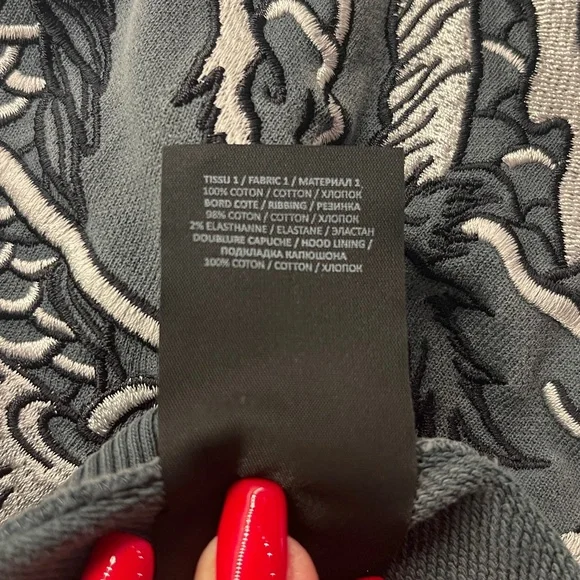 TISSU 1 / FABRIC 1 / МАТЕРИАЛ 1
100% COTON / COTTON / ХЛОПОК
BORD COTE / RIBBING / РЕЗИНКА
98% COTON / COTTON / ХЛОПОК
2% ELASTHANNE / ELASTANE / ЭЛАСТАН
DOUBLURE CAPUCHE / HOOD LINING /
ПОДКЛАДКА КАПЮШОНА
100% COTON / COTTON / ХЛОПОК